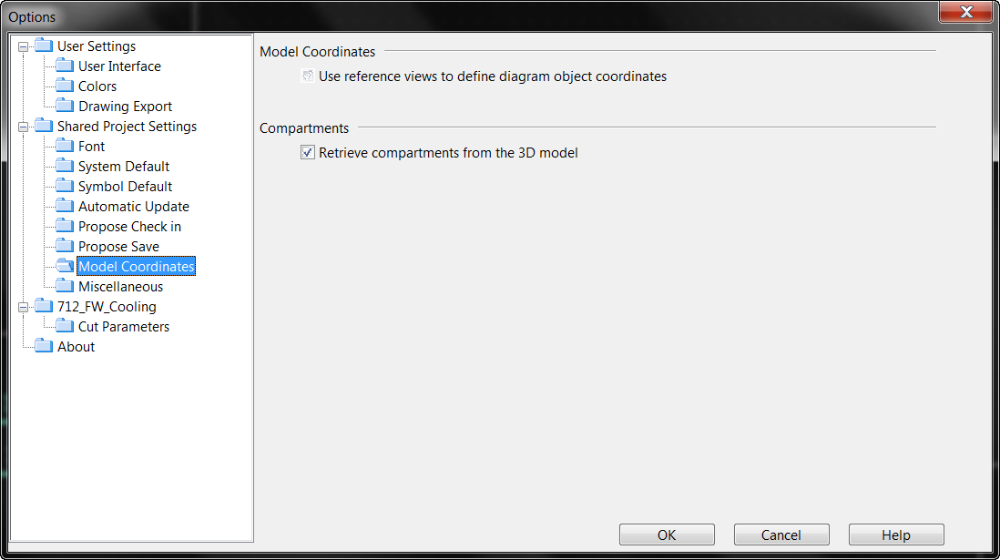 Options
User Settings
User Interface
Colors
Drawing Export
Shared Project Settings
Font
System Default
Symbol Default
Automatic Update
Propose Check in
Propose Save
Model Coordinates
Miscellaneous
712_FW_Cooling
Cut Parameters
About
Model Coordinates
Use reference views to define diagram object coordinates
Compartments
Retrieve compartments from the 3D model
OK Cancel Help